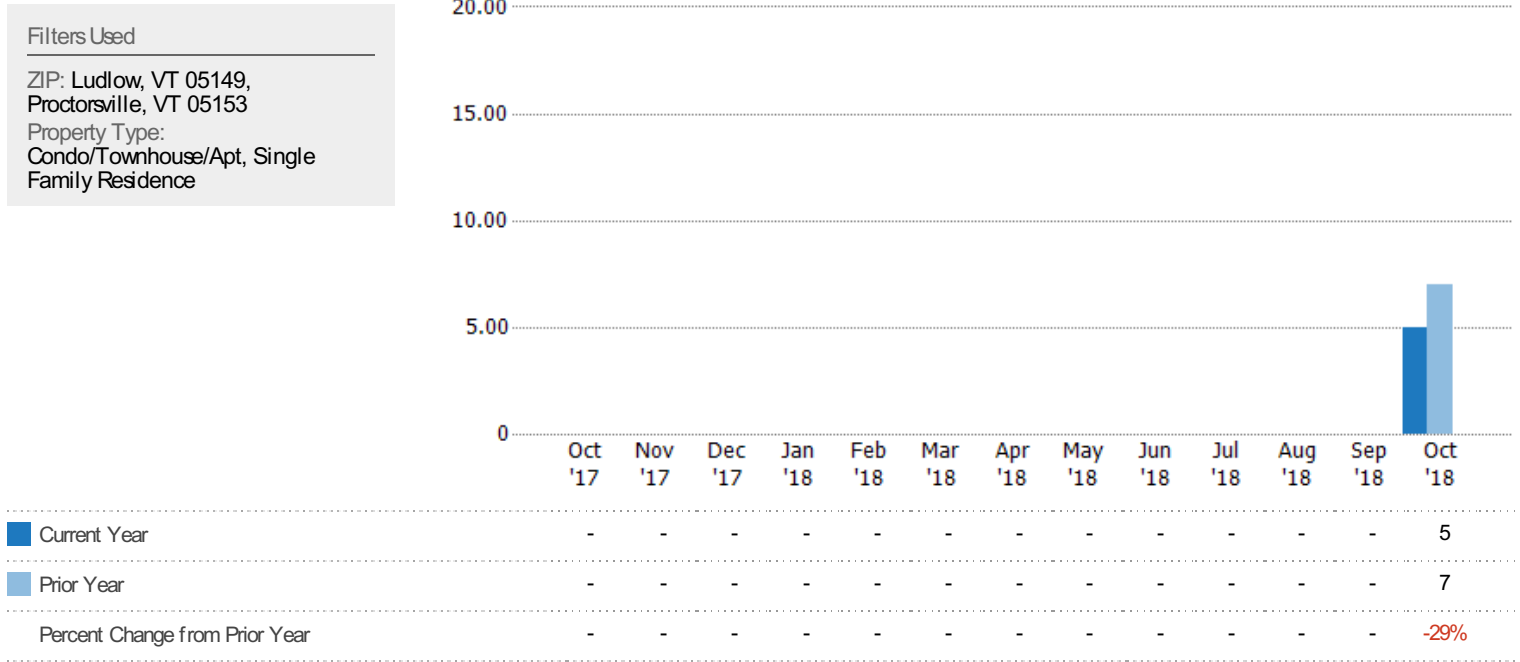 Filters Used
ZIP: Ludlow, VT 05149,
Proctorsville, VT 05153
Property Type:
Condo/Townhouse/Apt, Single
Family Residence
20.00
15.00
10.00
5.00
0
Oct Nov Dec Jan Feb Mar Apr May Jun Jul Aug Sep Oct
'17 '17 '17 '18 '18 '18 '18 '18 '18 '18 '18 '18 '18
Current Year - - - - - - - - - - - - 5
Prior Year - - - - - - - - - - - - 7
Percent Change from Prior Year - - - - - - - - - - - - -29%